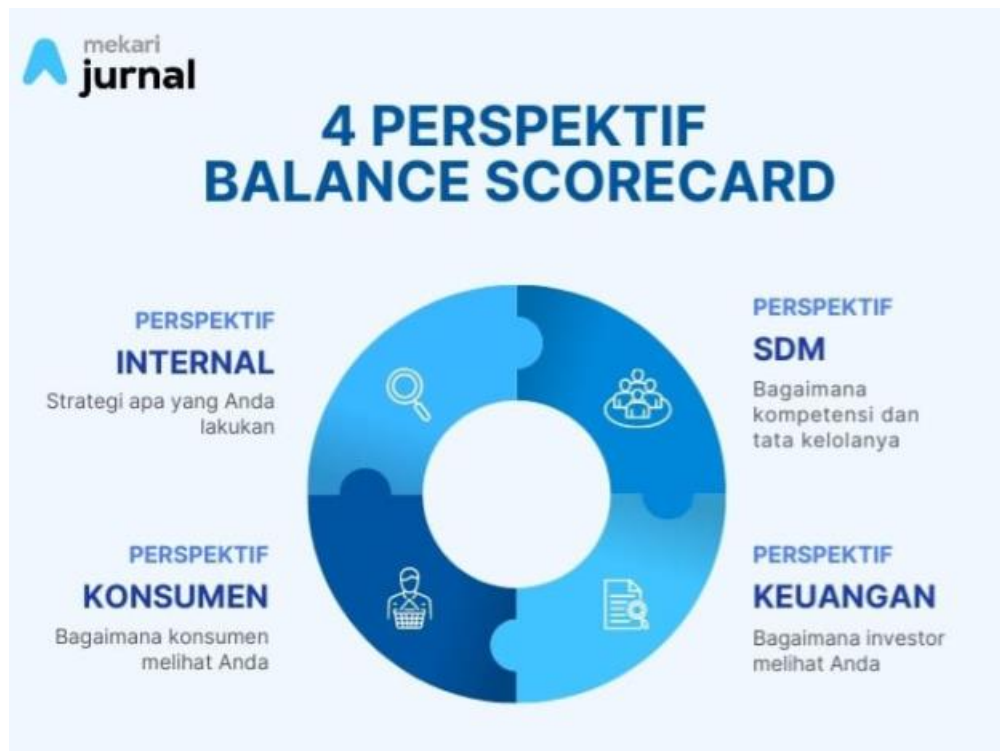 mekari
jurnal
4 PERSPEKTIF
BALANCE SCORECARD
PERSPEKTIF
INTERNAL
Strategi apa yang Anda
lakukan
PERSPEKTIF
SDM
Bagaimana
kompetensi dan
tata kelolanya
PERSPEKTIF
KONSUMEN
Bagaimana konsumen
melihat Anda
PERSPEKTIF
KEUANGAN
Bagaimana investor
melihat Anda